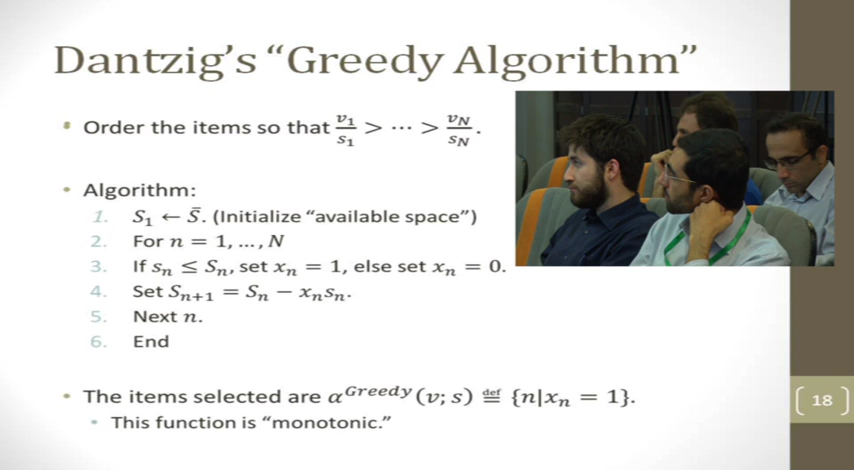 Dantzig's "Greedy Algorithm"
Order the items so that v₁/s₁ > ⋯ > v_N/s_N.
Algorithm:
1. S₁ ← S̄. (Initialize "available space")
2. For n = 1, …, N
3. If sₙ ≤ Sₙ, set xₙ = 1, else set xₙ = 0.
4. Set Sₙ₊₁ = Sₙ − xₙsₙ.
5. Next n.
6. End
The items selected are α^Greedy(v; s) ≝ {n|xₙ = 1}.
This function is "monotonic."
18